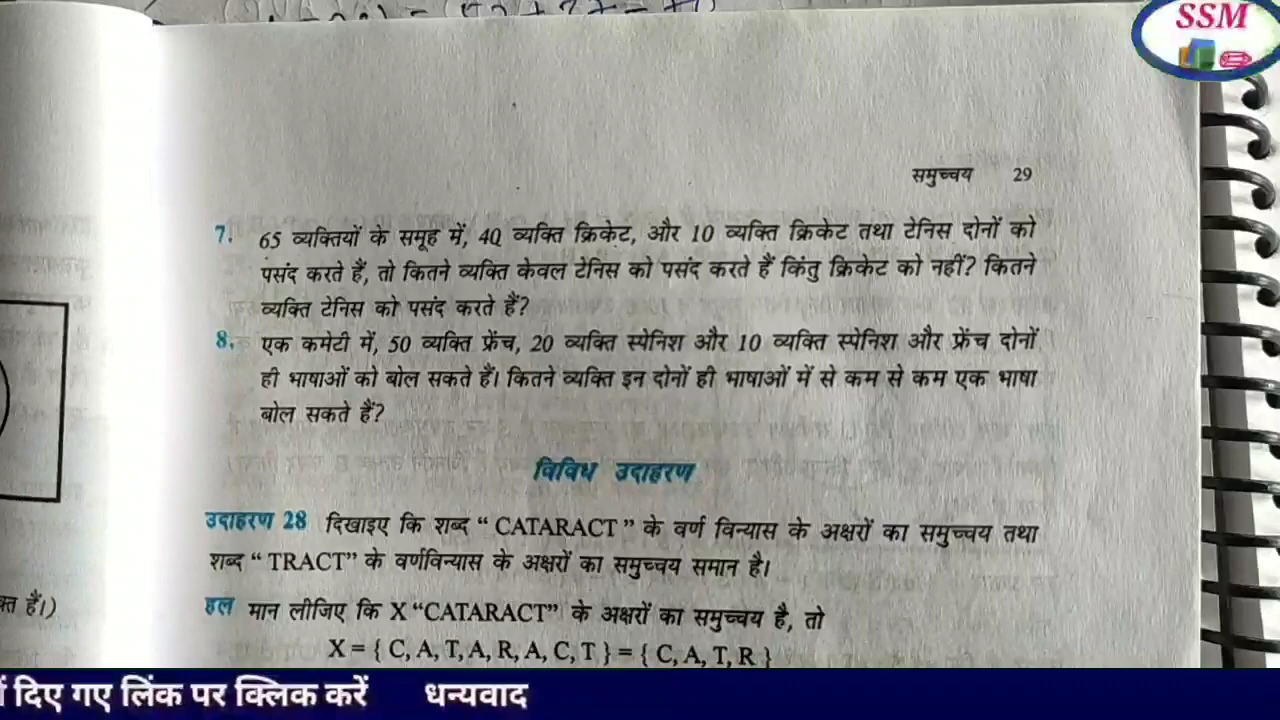 SSM
समुच्चय 29
7. 65 व्यक्तियों के समूह में, 40 व्यक्ति क्रिकेट, और 10 व्यक्ति क्रिकेट तथा टेनिस दोनों को
पसंद करते हैं, तो कितने व्यक्ति केवल टेनिस को पसंद करते हैं किंतु क्रिकेट को नहीं? कितने
व्यक्ति टेनिस को पसंद करते हैं?
8. एक कमेटी में, 50 व्यक्ति फ्रेंच, 20 व्यक्ति स्पेनिश और 10 व्यक्ति स्पेनिश और फ्रेंच दोनों
ही भाषाओं को बोल सकते हैं। कितने व्यक्ति इन दोनों ही भाषाओं में से कम से कम एक भाषा
बोल सकते हैं?
विविध उदाहरण
उदाहरण 28 दिखाइए कि शब्द “ CATARACT ” के वर्ण विन्यास के अक्षरों का समुच्चय तथा
शब्द “ TRACT” के वर्णविन्यास के अक्षरों का समुच्चय समान है।
हैं।)
हल मान लीजिए कि X “CATARACT” के अक्षरों का समुच्चय है, तो
X = { C, A, T, A, R, A, C, T } = { C, A, T, R }
दिए गए लिंक पर क्लिक करें धन्यवाद